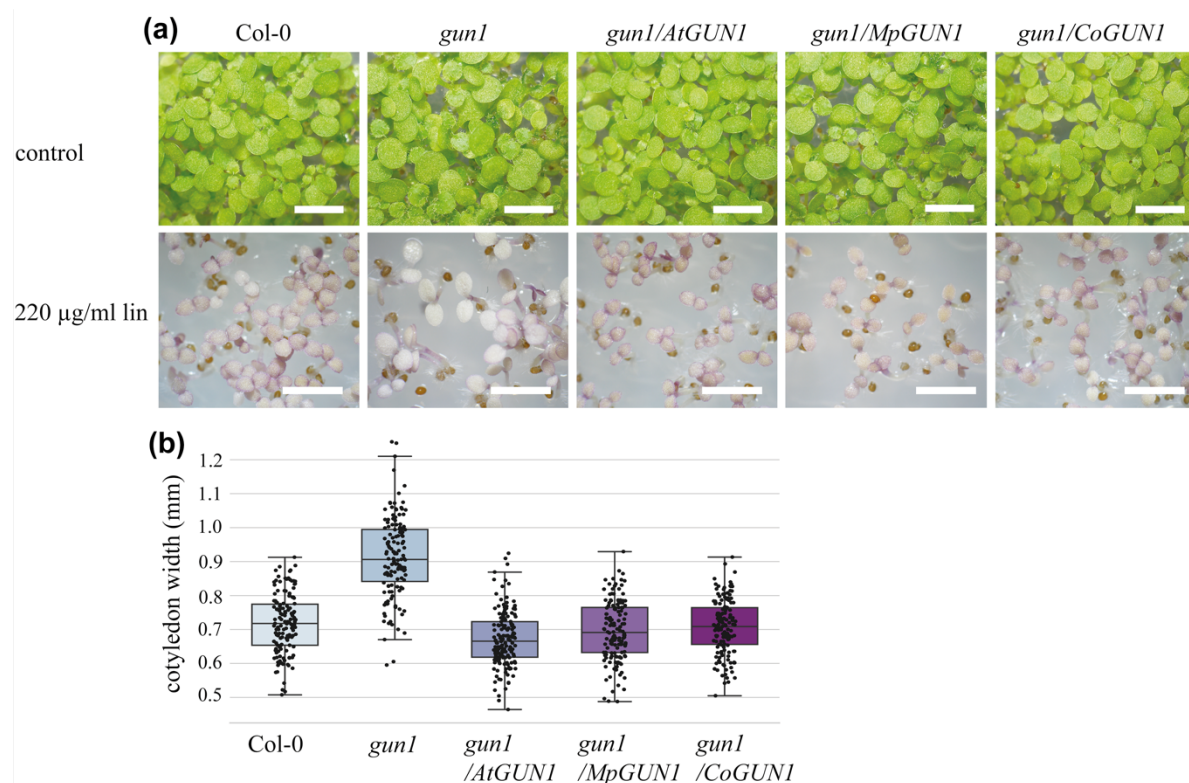 (a)
Col-0 gun1 gun1/AtGUN1 gun1/MpGUN1 gun1/CoGUN1
control
220 µg/ml lin
(b)
cotyledon width (mm)
1.2
1.1
1.0
0.9
0.8
0.7
0.6
0.5
Col-0 gun1 gun1 gun1 gun1
/AtGUN1 /MpGUN1 /CoGUN1